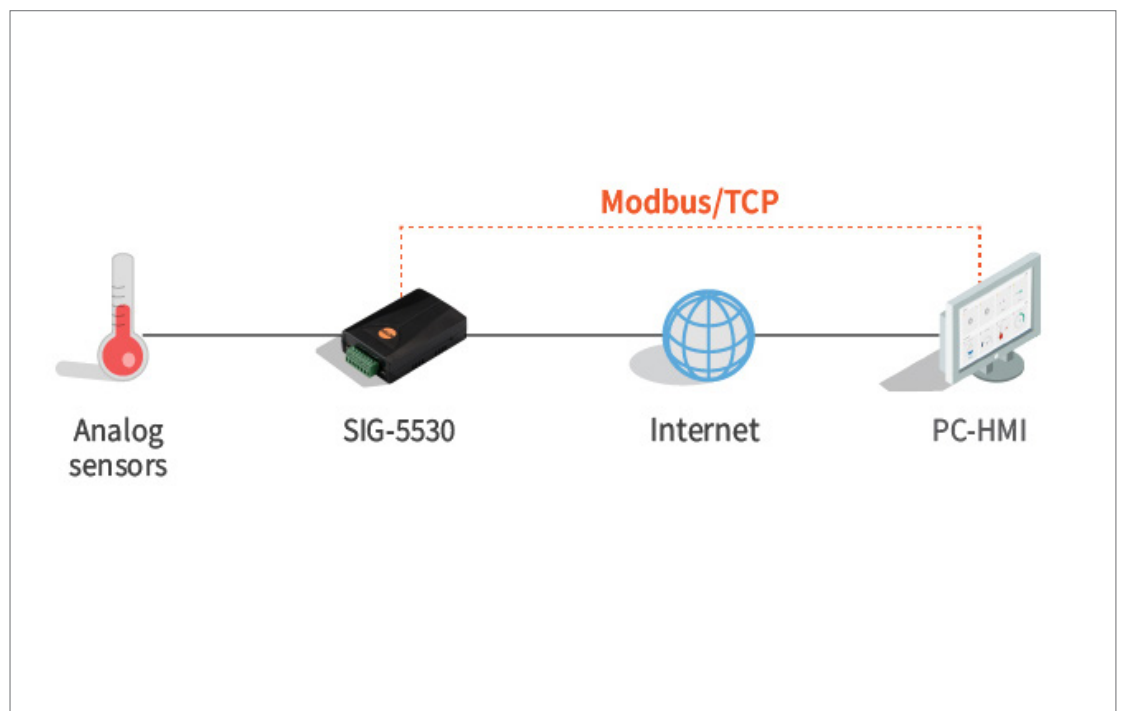 Modbus/TCP
Analog
sensors
SIG-5530
Internet
PC-HMI